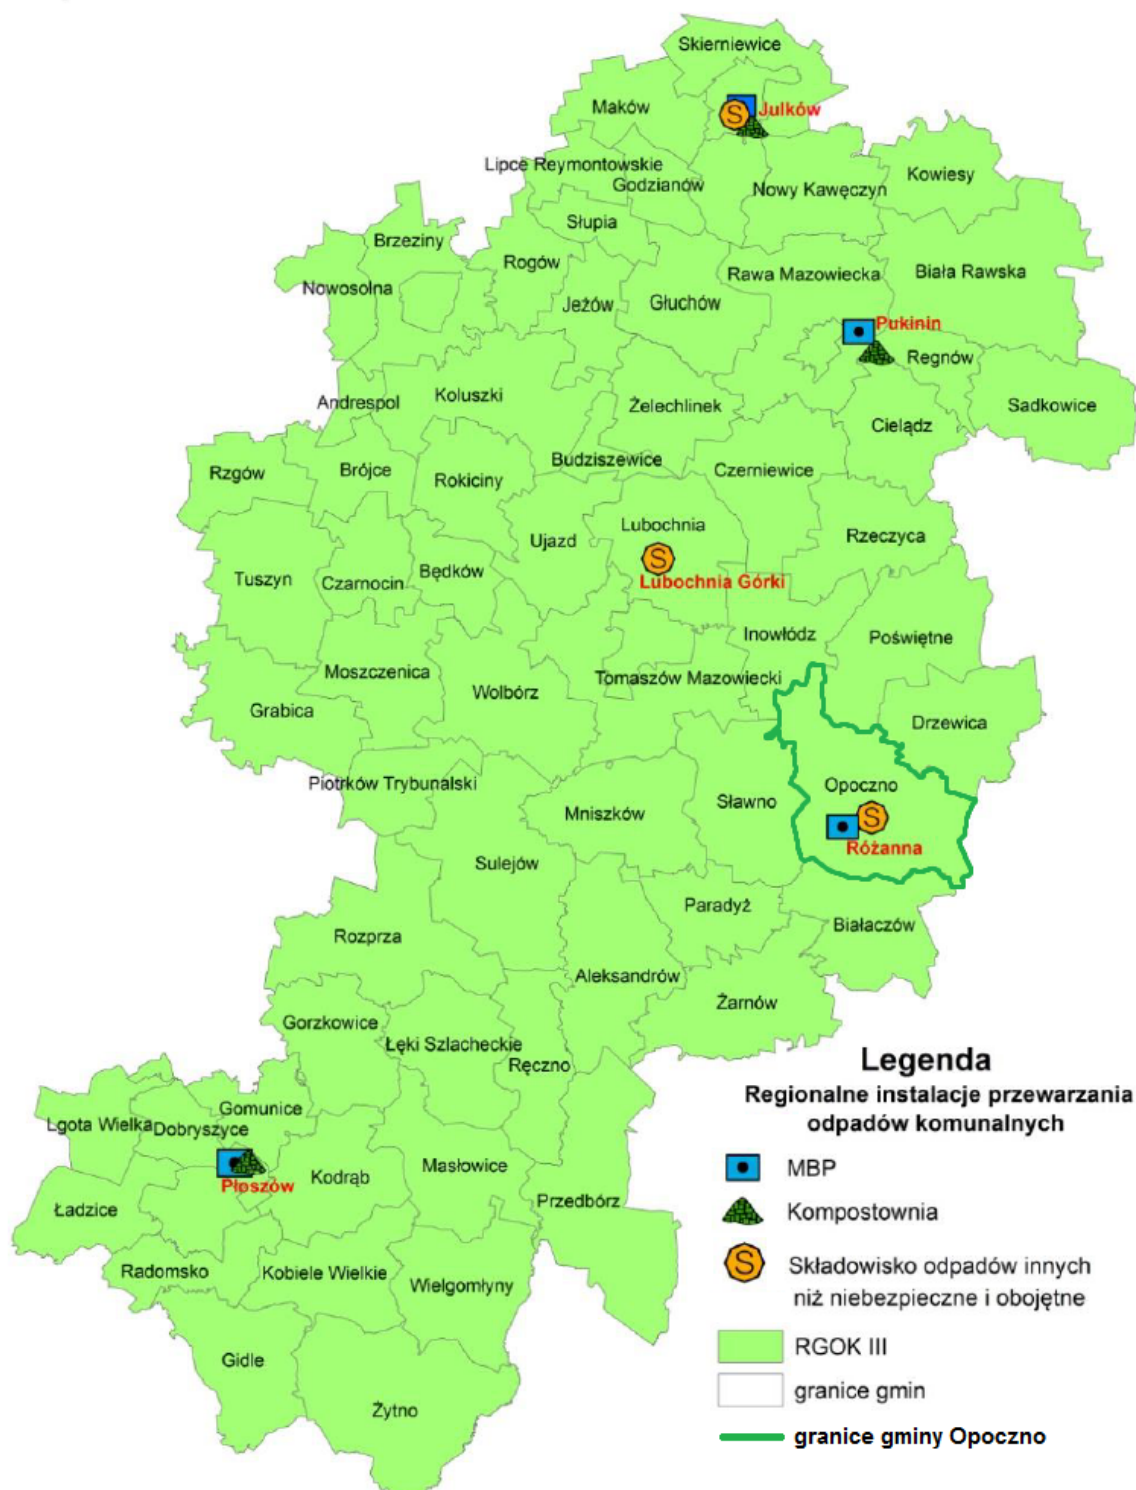 Skierniewice
Maków
S
Julków
Lipce Reymontowskie
Godzianów
Nowy Kawęczyn
Kowiesy
Słupia
Brzeziny
Rogów
Rawa Mazowiecka
Biała Rawska
Nowosolna
Jeżów
Głuchów
Pukinin
Regnów
Andrespol
Koluszki
Żelechlinek
Sadkowice
Cielądz
Rzgów
Brójce
Rokiciny
Budziszewice
Czerniewice
Lubochnia
Ujazd
Rzeczyca
S
Tuszyn
Czarnocin
Będków
Lubochnia Górki
Inowłódz
Poświętne
Moszczenica
Wolbórz
Tomaszów Mazowiecki
Grabica
Drzewica
Piotrków Trybunalski
Opoczno
Mniszków
Sławno
S
Różanna
Sulejów
Paradyż
Białaczów
Rozprza
Aleksandrów
Żarnów
Gorzkowice
Łęki Szlacheckie
Ręczno
Gomunice
Lgota Wielka
Dobryszyce
Masłowice
Kodrąb
Płoszów
Przedbórz
Ładzice
Radomsko
Kobiele Wielkie
Wielgomłyny
Gidle
Żytno
Legenda
Regionalne instalacje przewarzania
odpadów komunalnych
MBP
Kompostownia
S
Składowisko odpadów innych
niż niebezpieczne i obojętne
RGOK III
granice gmin
granice gminy Opoczno